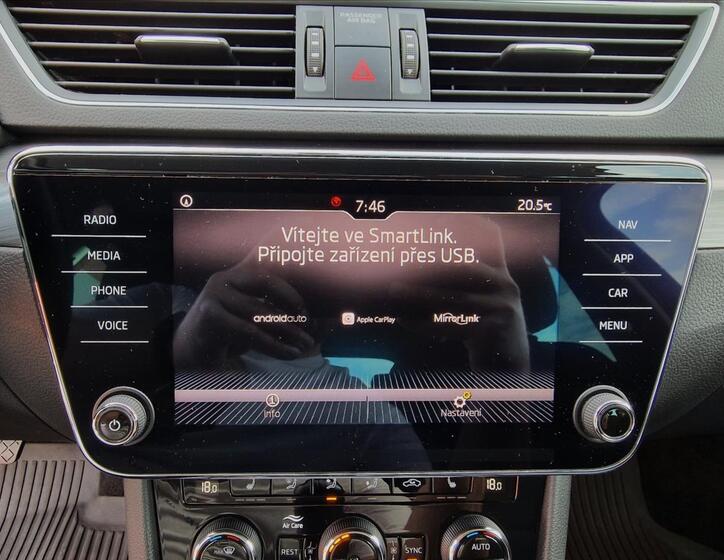 PASSENGER
AIR BAG
7:46
20.5°C
Vítejte ve SmartLink.
Připojte zařízení přes USB.
androidauto
Apple CarPlay
MirrorLink
Info
Nastavení
RADIO
MEDIA
PHONE
VOICE
NAV
APP
CAR
MENU
18.0
18.0
Air Care
REST
SYNC
AUTO
MAX